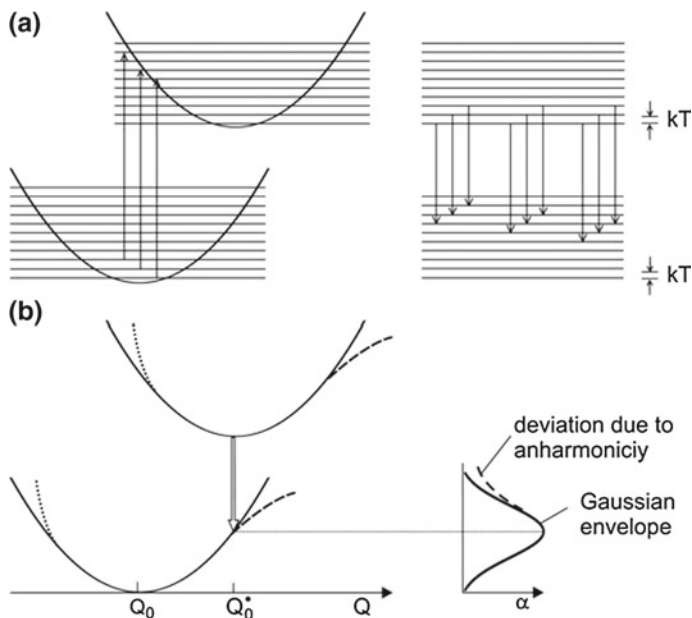 (a)
kT
kT
(b)
deviation due to
anharmoniciy
Gaussian
envelope
Q₀
Q₀•
Q
α